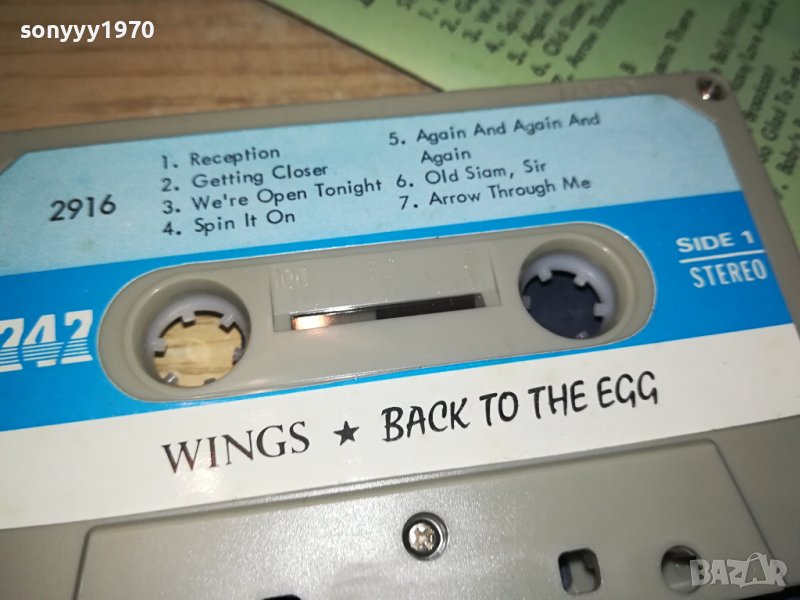 sonyyy1970
2916
1. Reception
2. Getting Closer
3. We're Open Tonight
4. Spin It On
5. Again And Again And
Again
6. Old Siam, Sir
7. Arrow Through Me
SIDE 1
STEREO
242
WINGS ★ BACK TO THE EGG
BAZAR